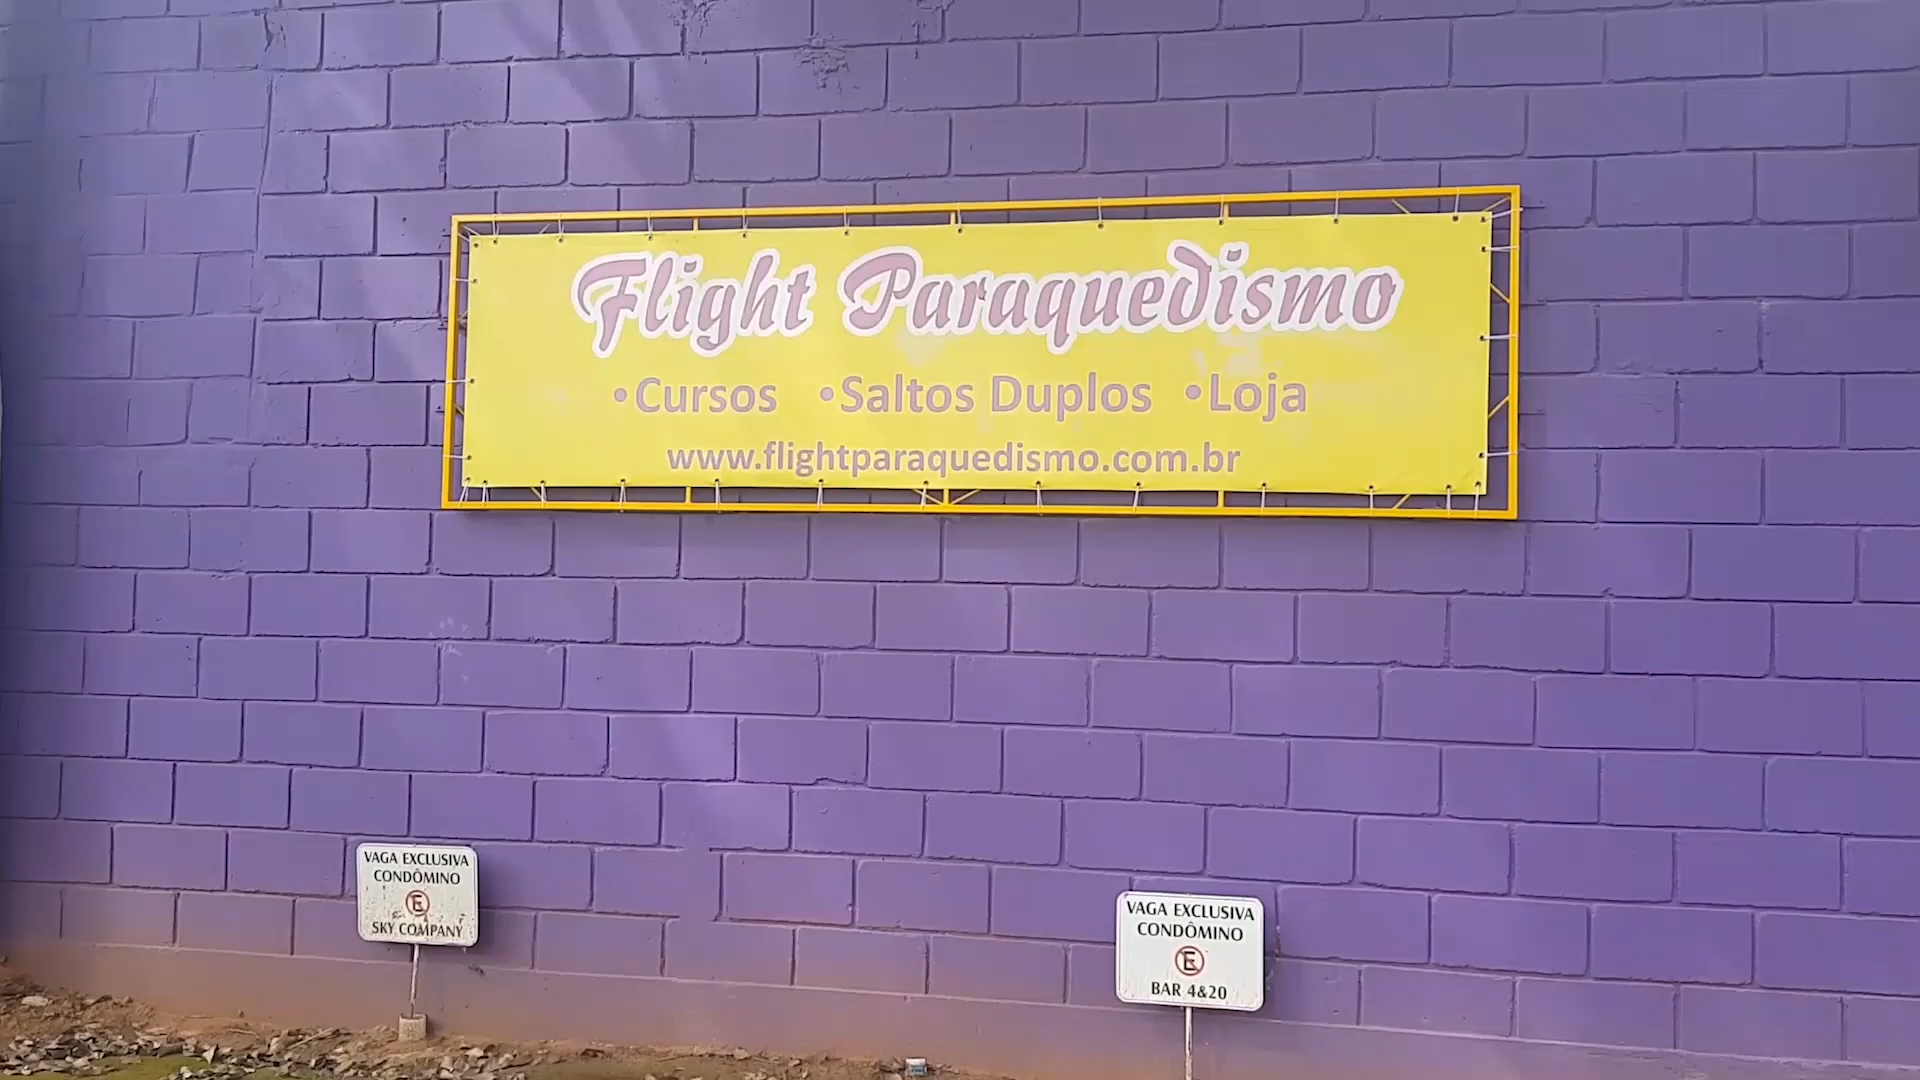 Flight Paraquedismo
•Cursos •Saltos Duplos •Loja
www.flightparaquedismo.com.br
VAGA EXCLUSIVA
CONDÔMINO
E
SKY COMPANY
VAGA EXCLUSIVA
CONDÔMINO
E
BAR 4&20